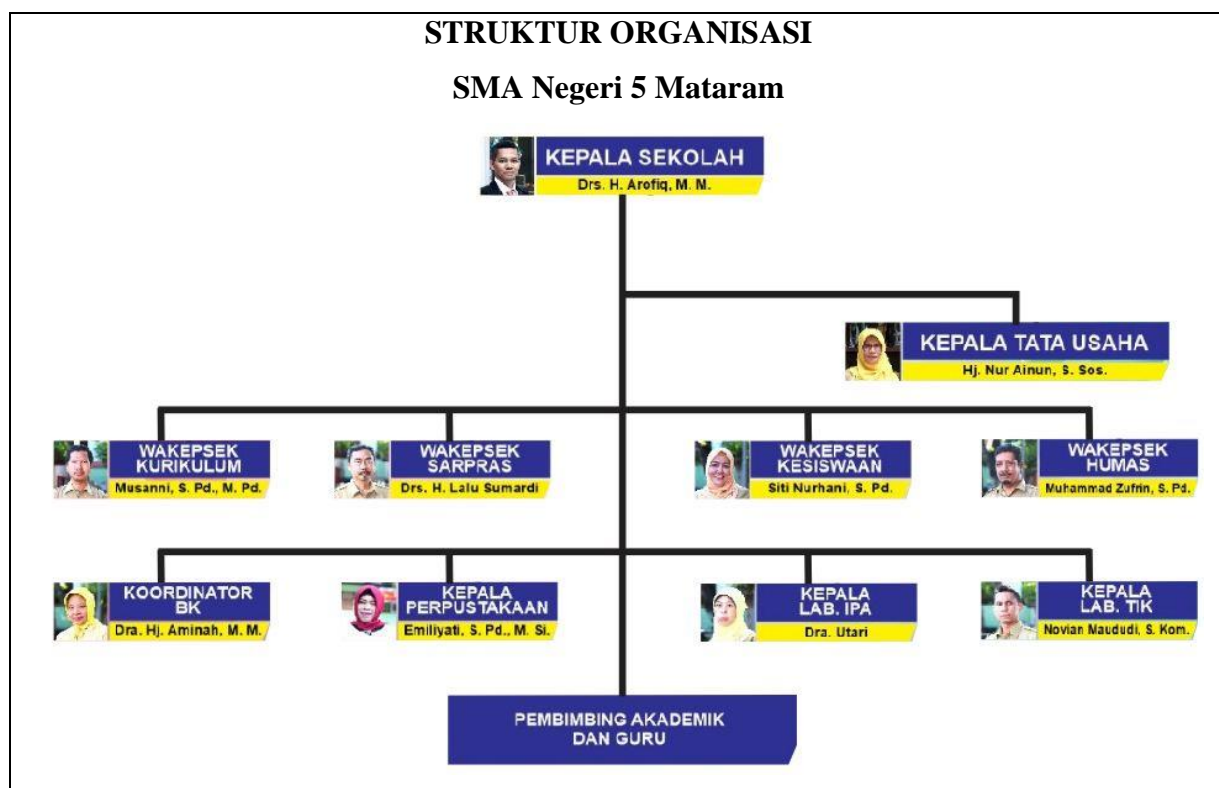 STRUKTUR ORGANISASI
SMA Negeri 5 Mataram
KEPALA SEKOLAH
Drs. H. Arofiq, M. M.
KEPALA TATA USAHA
Hj. Nur Ainun, S. Sos.
WAKEPSEK
KURIKULUM
Musanni, S. Pd., M. Pd.
WAKEPSEK
SARPRAS
Drs. H. Lalu Sumardi
WAKEPSEK
KESISWAAN
Siti Nurhani, S. Pd.
WAKEPSEK
HUMAS
Muhammad Zufrin, S. Pd.
KOORDINATOR
BK
Dra. Hj. Aminah, M. M.
KEPALA
PERPUSTAKAAN
Emiliyati, S. Pd., M. Si.
KEPALA
LAB. IPA
Dra. Utari
KEPALA
LAB. TIK
Novian Maududi, S. Kom.
PEMBIMBING AKADEMIK
DAN GURU